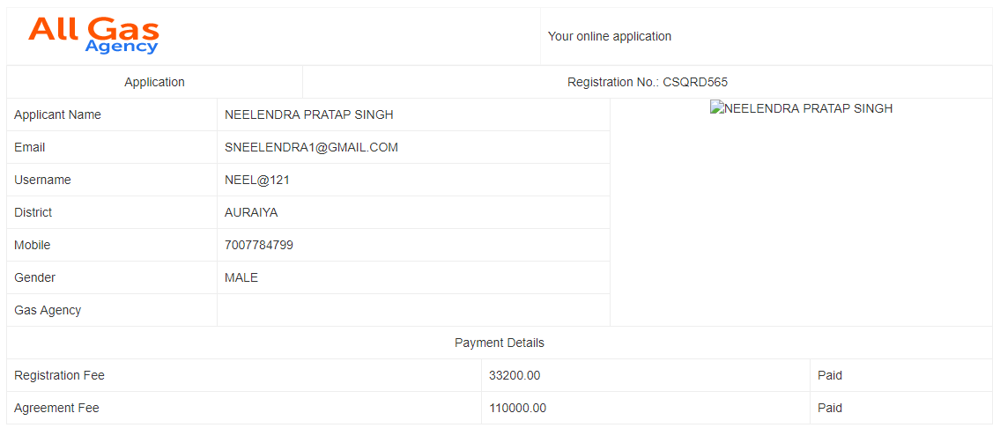 All Gas
Agency
Your online application
Application
Registration No.: CSQRD565
Applicant Name
NEELENDRA PRATAP SINGH
NEELENDRA PRATAP SINGH
Email
SNEELENDRA1@GMAIL.COM
Username
NEEL@121
District
AURAIYA
Mobile
7007784799
Gender
MALE
Gas Agency
Payment Details
Registration Fee
33200.00
Paid
Agreement Fee
110000.00
Paid